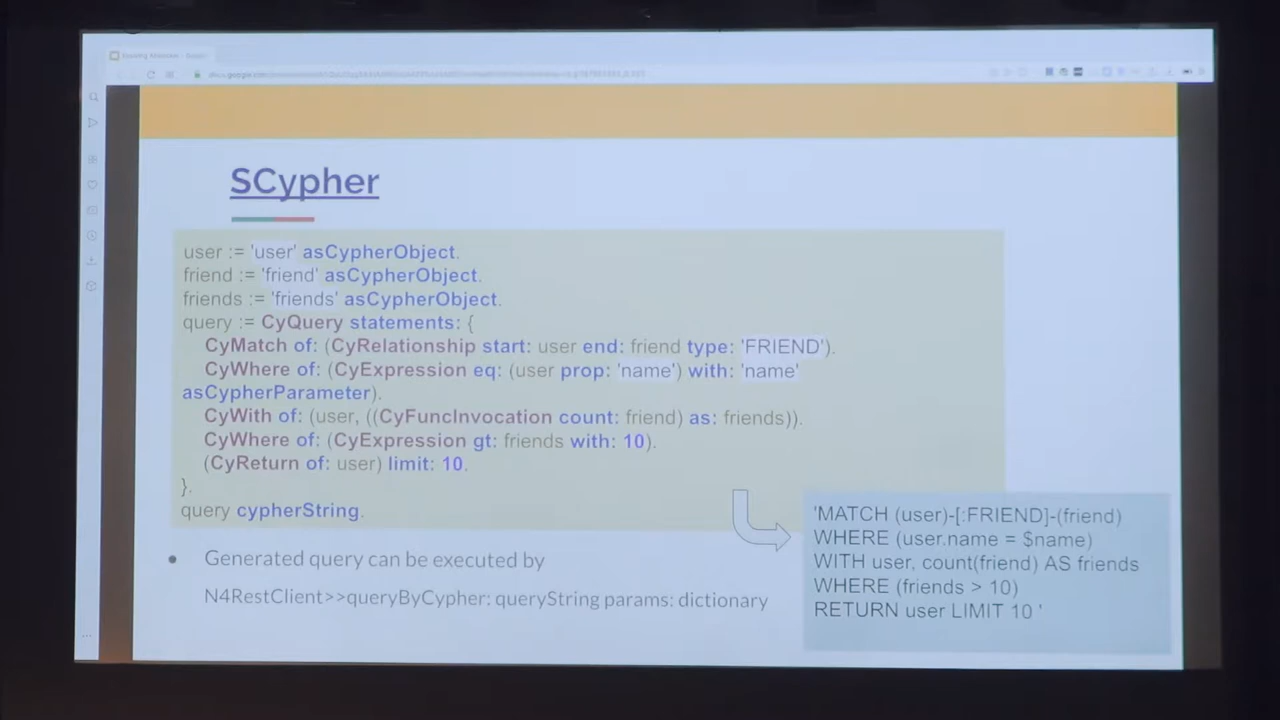 SCypher
user := 'user' asCypherObject.
friend := 'friend' asCypherObject.
friends := 'friends' asCypherObject.
query := CyQuery statements: {
CyMatch of: (CyRelationship start: user end: friend type: 'FRIEND').
CyWhere of: (CyExpression eq: (user prop: 'name') with: 'name'
asCypherParameter).
CyWith of: (user, ((CyFuncInvocation count: friend) as: friends)).
CyWhere of: (CyExpression gt: friends with: 10).
(CyReturn of: user) limit: 10.
}.
query cypherString.
'MATCH (user)-[:FRIEND]-(friend)
WHERE (user.name = $name)
WITH user, count(friend) AS friends
WHERE (friends > 10)
RETURN user LIMIT 10 '
• Generated query can be executed by
N4RestClient>>queryByCypher: queryString params: dictionary